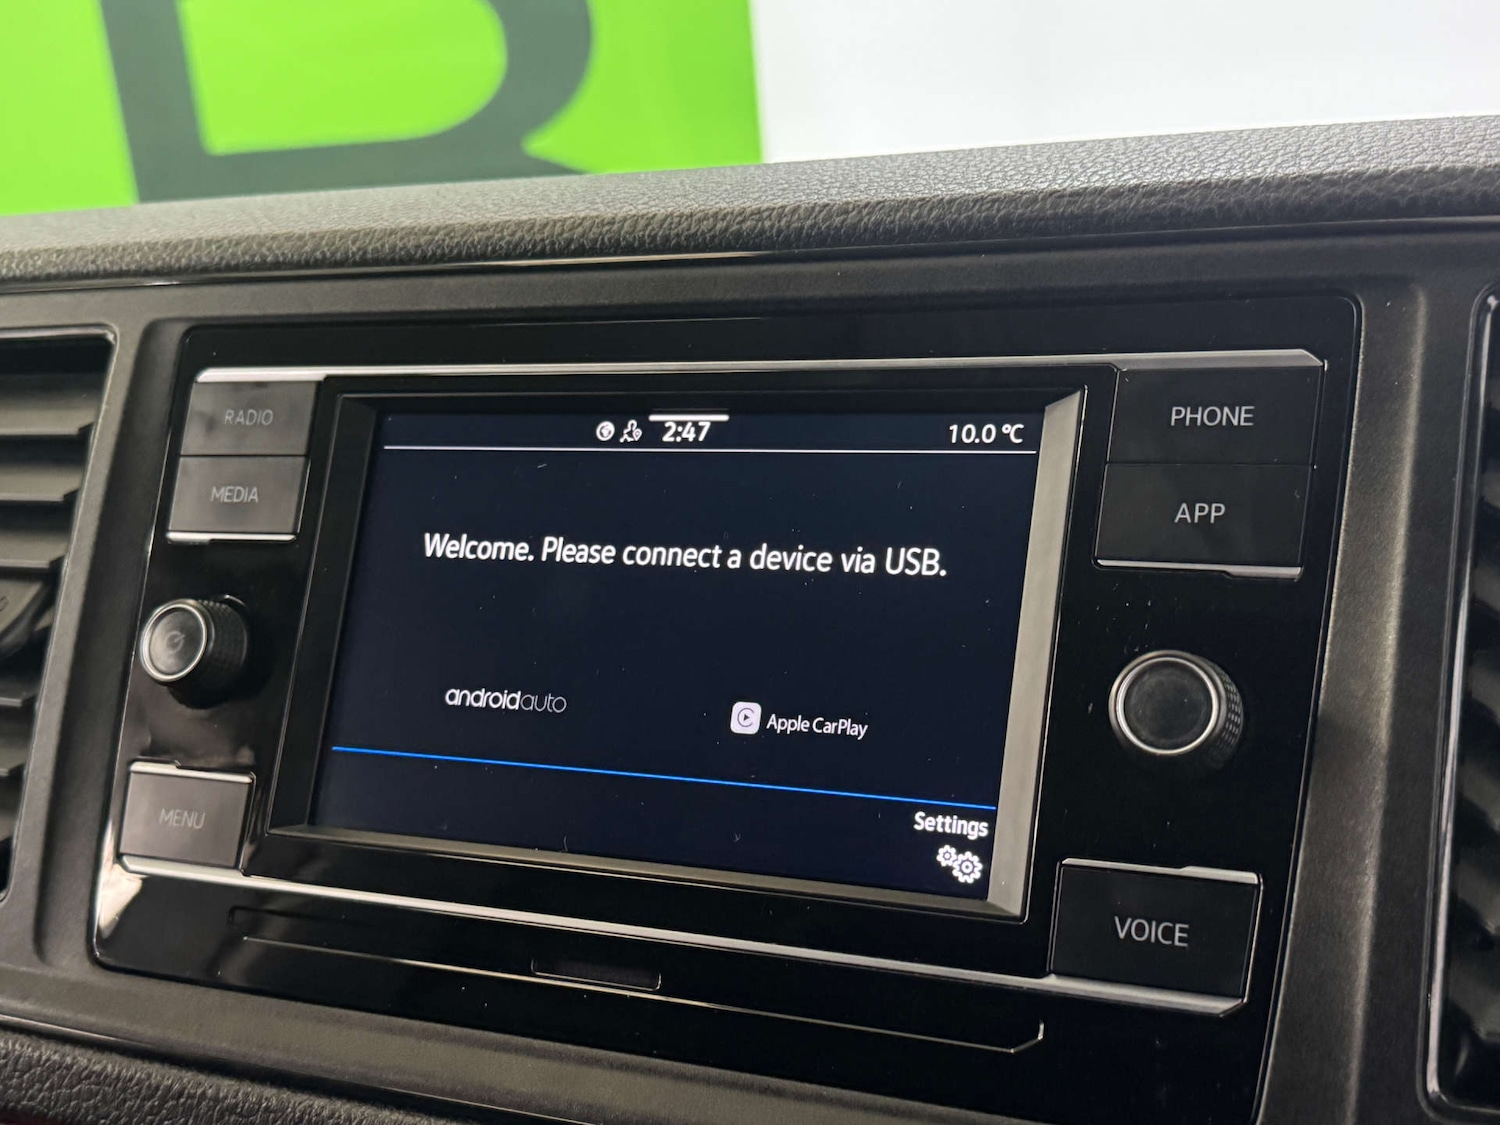 B
RADIO
MEDIA
MENU
2:47
10.0 °C
Welcome. Please connect a device via USB.
androidauto
Apple CarPlay
Settings
PHONE
APP
VOICE